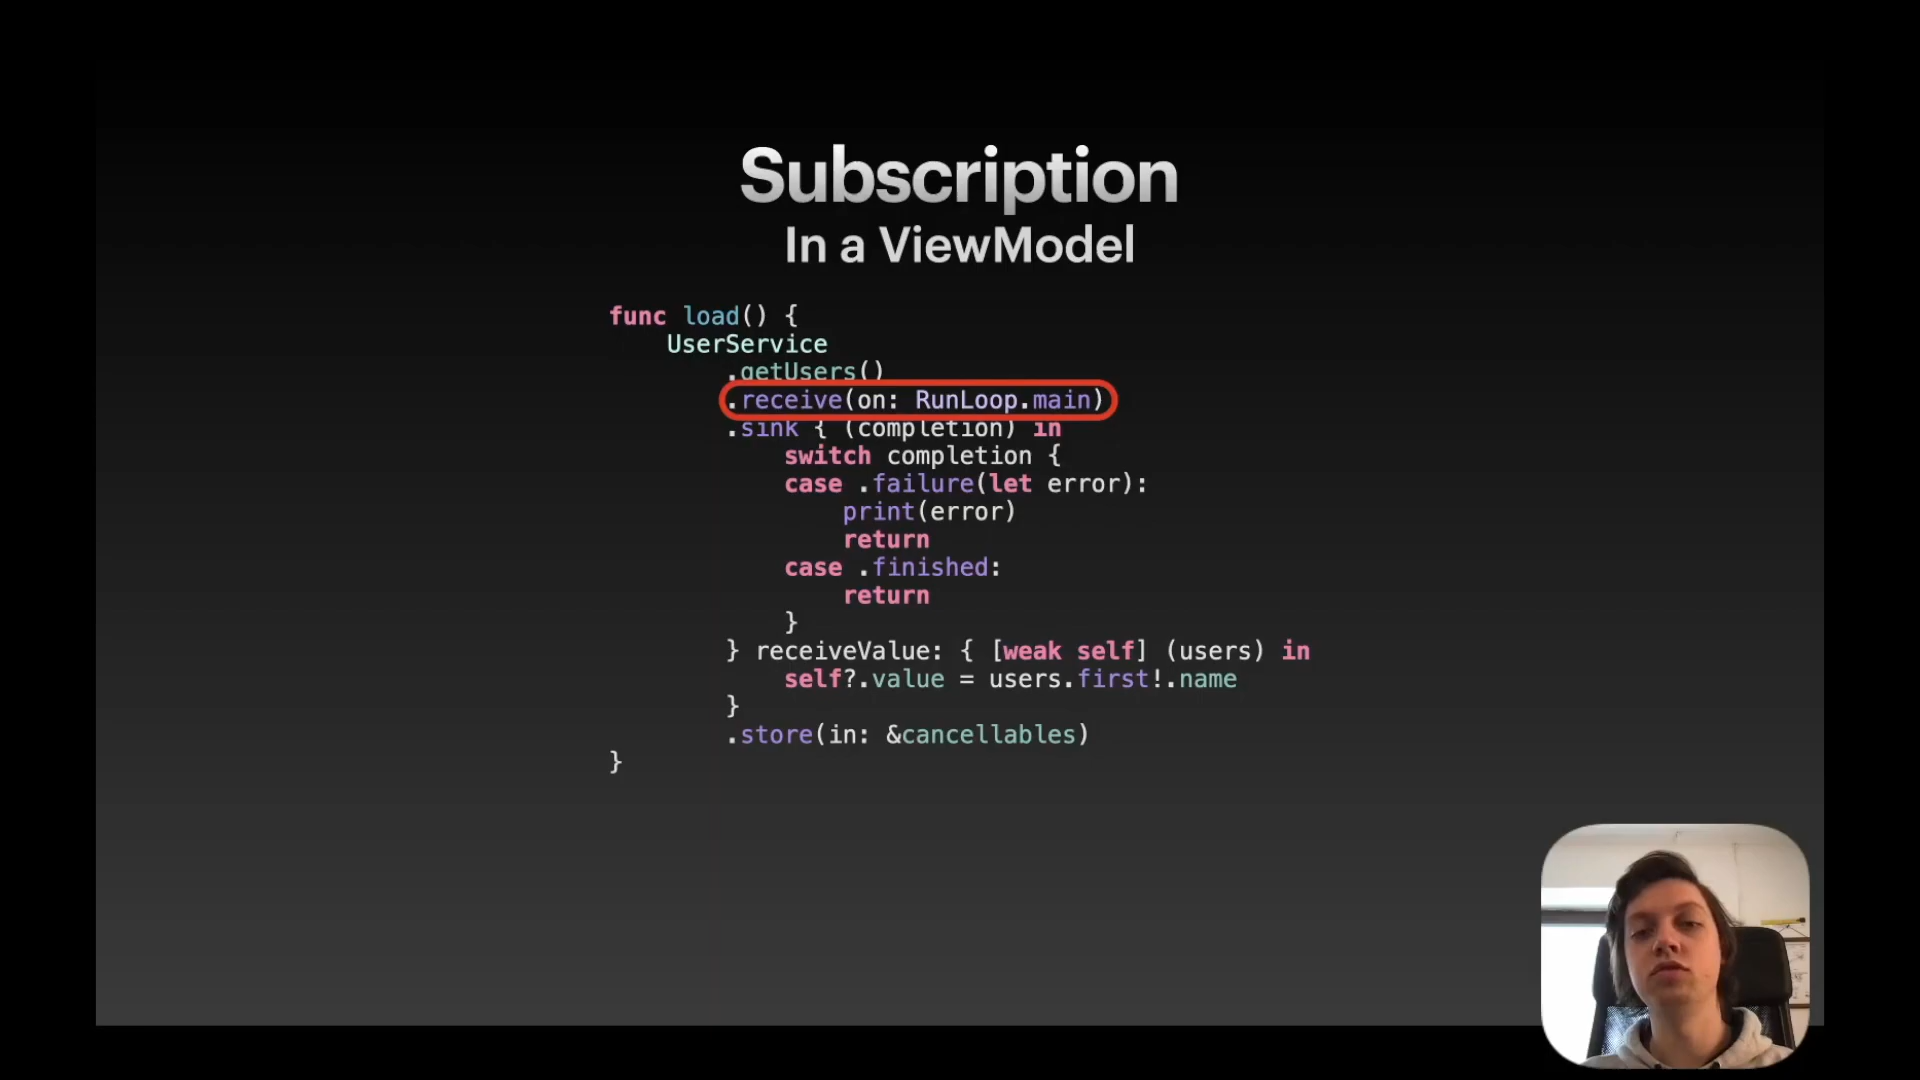 Subscription
In a ViewModel
func load() {
UserService
.getUsers()
.receive(on: RunLoop.main)
.sink { (completion) in
switch completion {
case .failure(let error):
print(error)
return
case .finished:
return
}
} receiveValue: { [weak self] (users) in
self?.value = users.first!.name
}
.store(in: &cancellables)
}